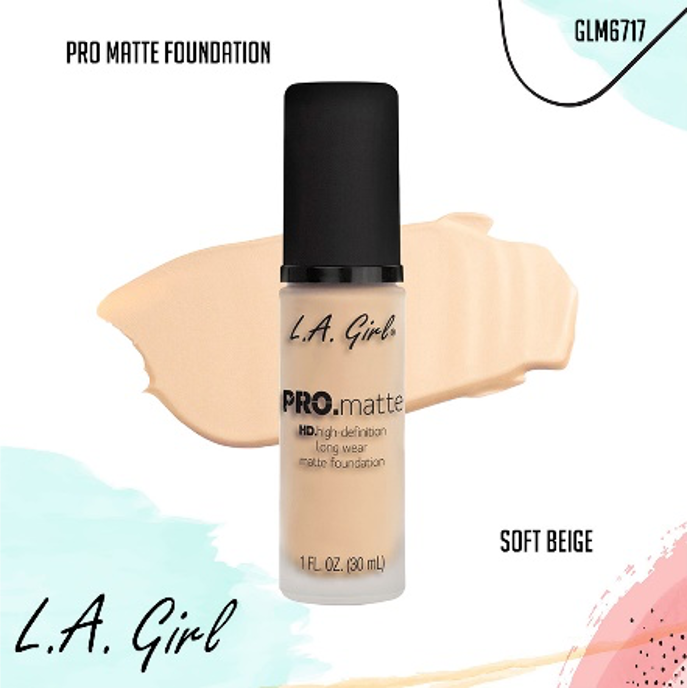 PRO MATTE FOUNDATION
GLM6717
L.A. Girl®
PRO.matte
HD.high-definition
long wear
matte foundation
1 FL. OZ. (30 mL)
SOFT BEIGE
L.A. Girl